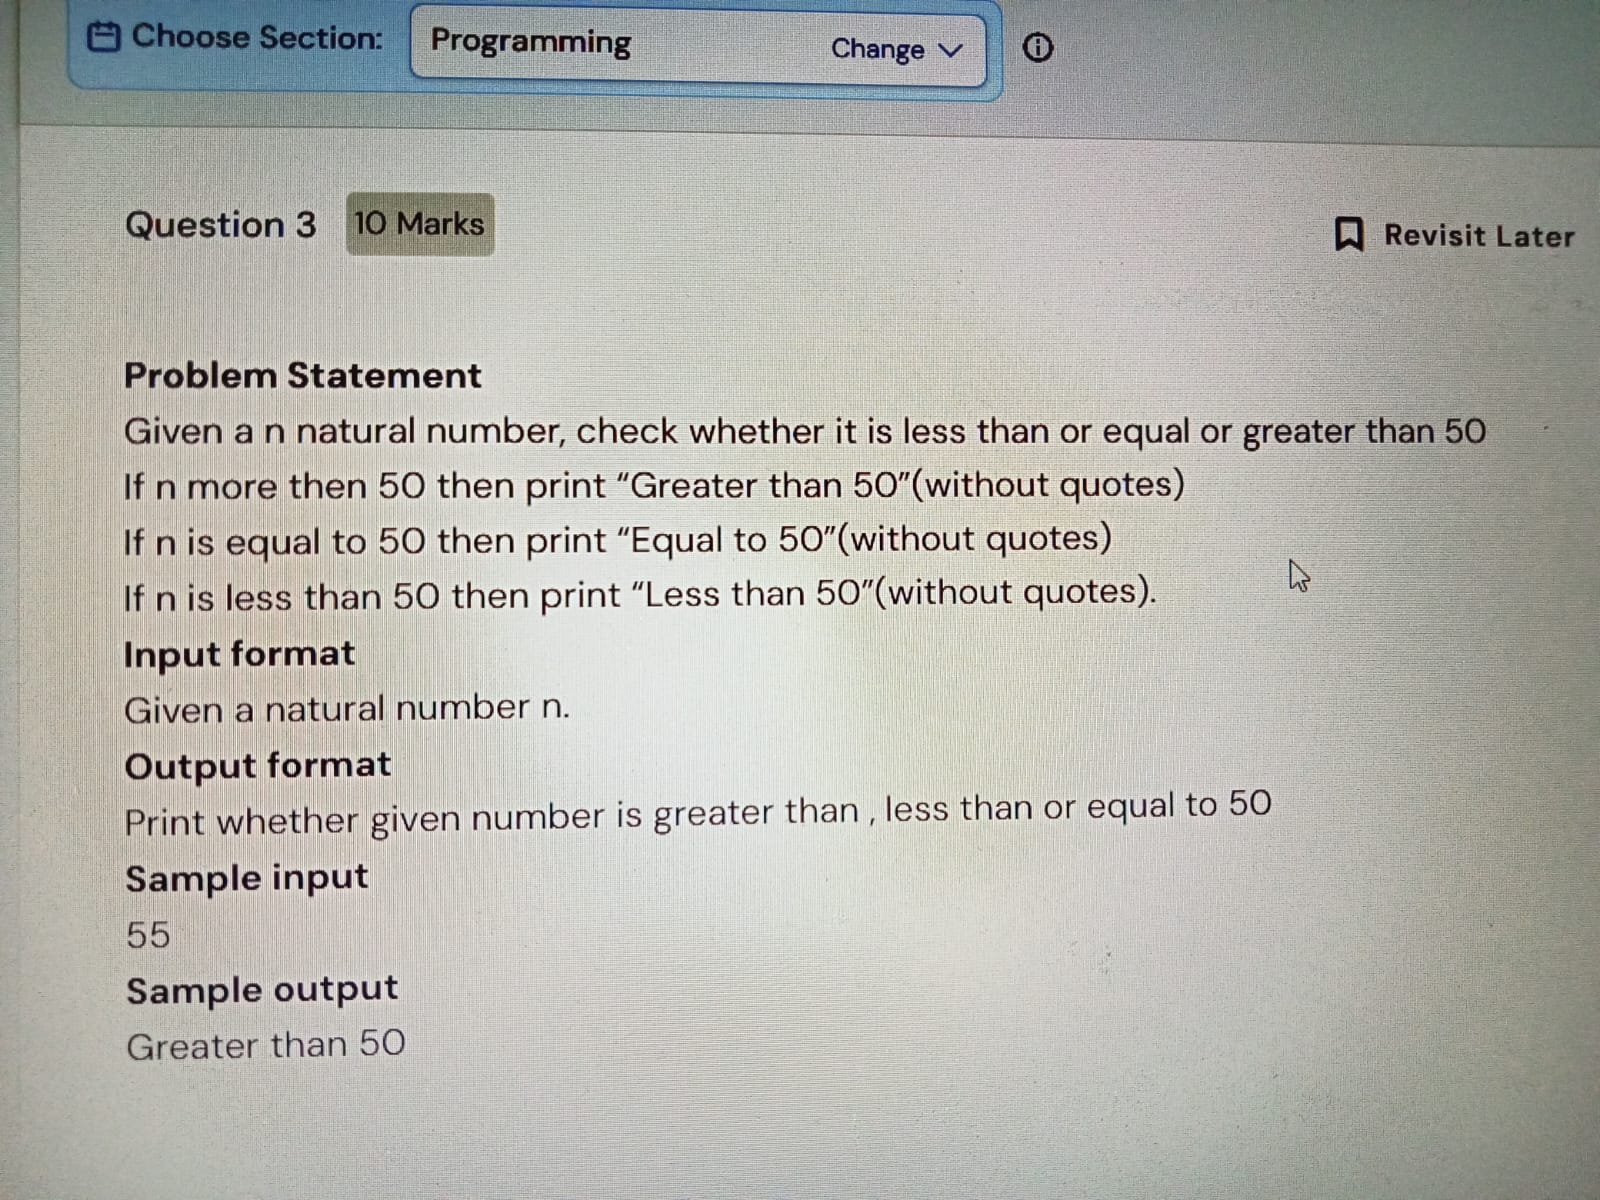 Choose Section: Programming Change
Question 3 10 Marks Revisit Later
Problem Statement
Given a n natural number, check whether it is less than or equal or greater than 50
If n more then 50 then print “Greater than 50”(without quotes)
If n is equal to 50 then print “Equal to 50”(without quotes)
If n is less than 50 then print “Less than 50”(without quotes).
Input format
Given a natural number n.
Output format
Print whether given number is greater than , less than or equal to 50
Sample input
55
Sample output
Greater than 50